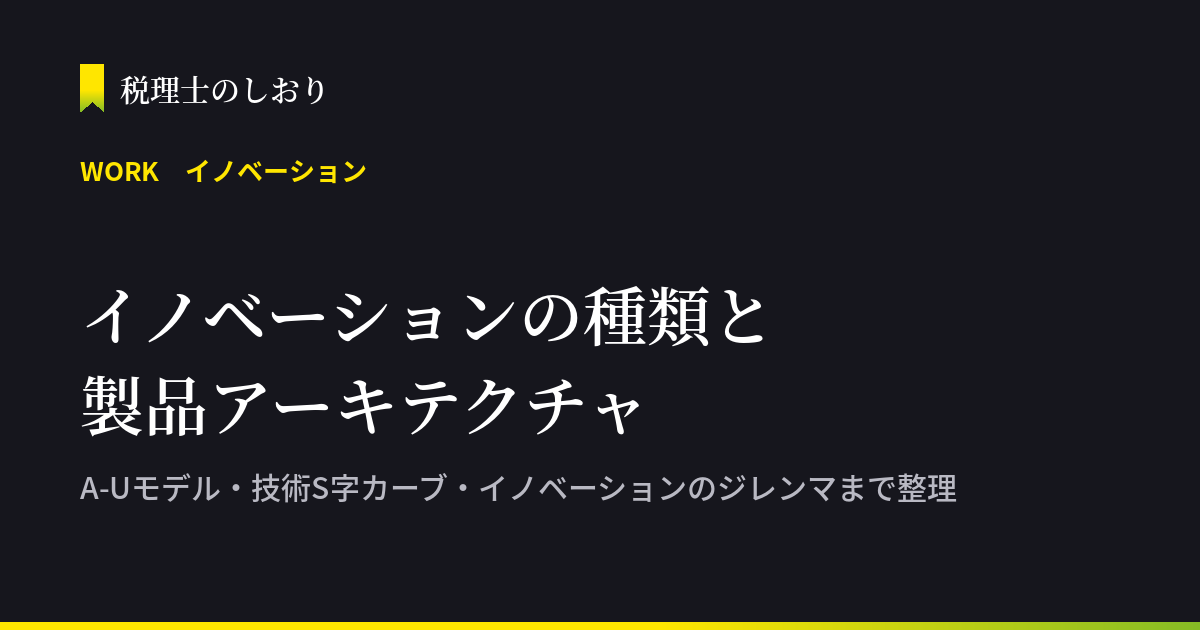 税理士のしおり
WORK　イノベーション
イノベーションの種類と
製品アーキテクチャ
A-Uモデル・技術S字カーブ・イノベーションのジレンマまで整理